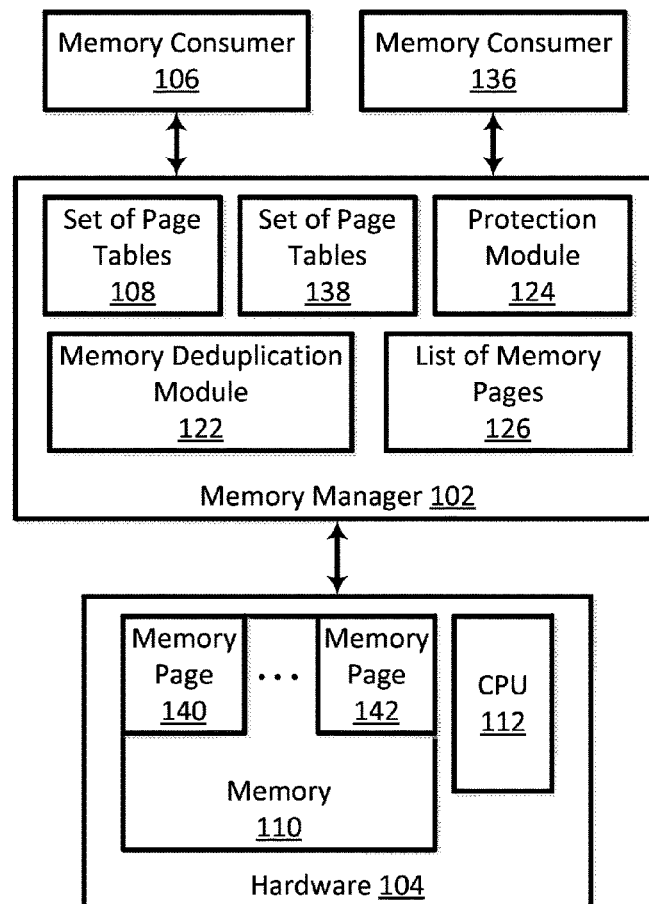 Memory Consumer
106
Memory Consumer
136
Set of Page
Tables
108
Set of Page
Tables
138
Protection
Module
124
Memory Deduplication
Module
122
List of Memory
Pages
126
Memory Manager 102
Memory
Page
140
...
Memory
Page
142
CPU
112
Memory
110
Hardware 104